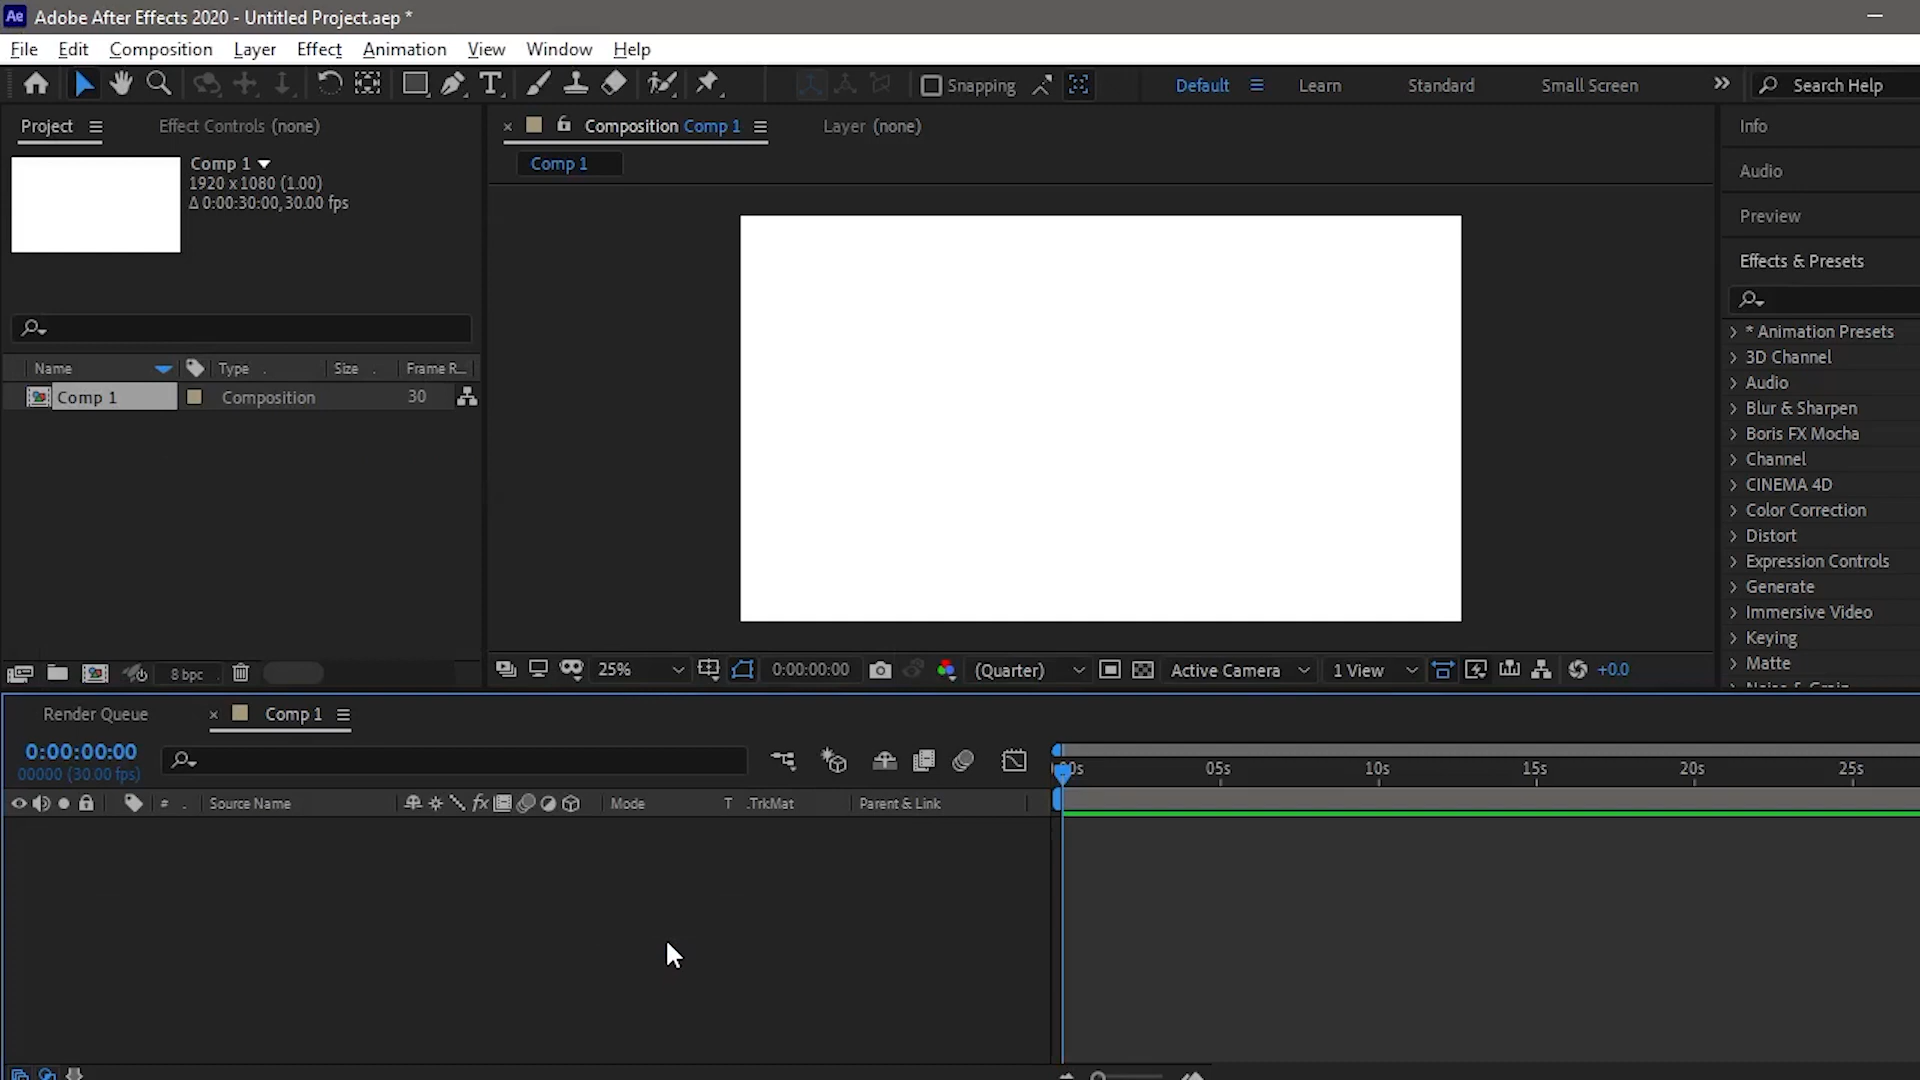 Ae Adobe After Effects 2020 - Untitled Project.aep *
File Edit Composition Layer Effect Animation View Window Help
T Snapping Default Learn Standard Small Screen Search Help
Project Effect Controls (none) Composition Comp 1 Layer (none) Info
Comp 1
1920 x 1080 (1.00)
Δ 0:00:30:00, 30.00 fps
Comp 1
Audio
Preview
Effects & Presets
* Animation Presets
3D Channel
Audio
Blur & Sharpen
Boris FX Mocha
Channel
CINEMA 4D
Color Correction
Distort
Expression Controls
Generate
Immersive Video
Keying
Matte
Noise & Grain
Name Type Size Frame R...
Comp 1 Composition 30
8 bpc 25% 0:00:00:00 (Quarter) Active Camera 1 View +0.0
Render Queue Comp 1
0:00:00:00
00000 (30.00 fps)
05s 10s 15s 20s 25s
# Source Name fx Mode T .TrkMat Parent & Link